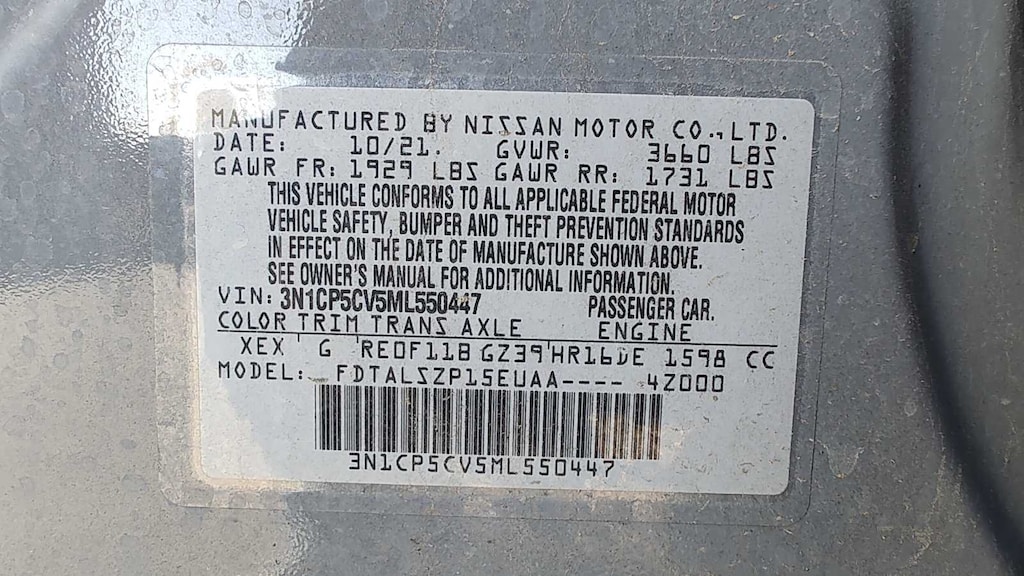 MANUFACTURED BY NISSAN MOTOR CO., LTD.
DATE: 10/21. GVWR: 3660 LBS
GAWR FR: 1929 LBS GAWR RR: 1731 LBS
THIS VEHICLE CONFORMS TO ALL APPLICABLE FEDERAL MOTOR
VEHICLE SAFETY, BUMPER AND THEFT PREVENTION STANDARDS
IN EFFECT ON THE DATE OF MANUFACTURE SHOWN ABOVE.
SEE OWNER'S MANUAL FOR ADDITIONAL INFORMATION.
VIN: 3N1CP5CV5ML550447 PASSENGER CAR.
COLOR TRIM TRANS AXLE ENGINE
XEX G RE0F11B GZ39 HR16DE 1598 CC
MODEL: FDTALSZP15EUAA---- 4Z000
3N1CP5CV5ML550447